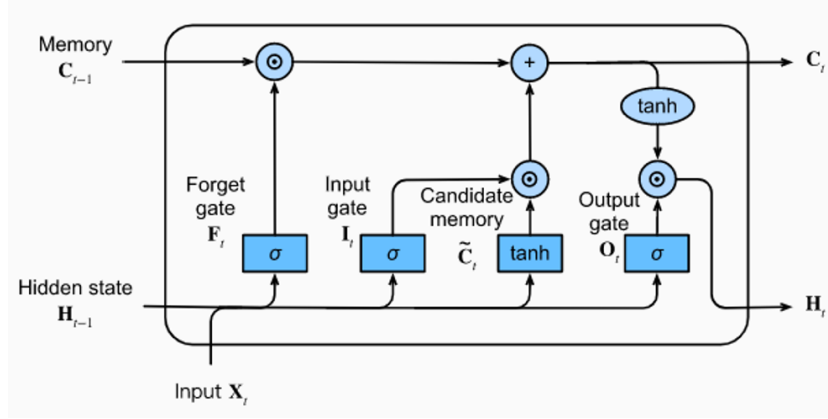 Memory
C_{t-1}
⊙
+
C_t
tanh
Forget gate
F_t
Input gate
I_t
⊙
Candidate memory
C̃_t
Output gate
O_t
⊙
σ
σ
tanh
σ
Hidden state
H_{t-1}
H_t
Input X_t